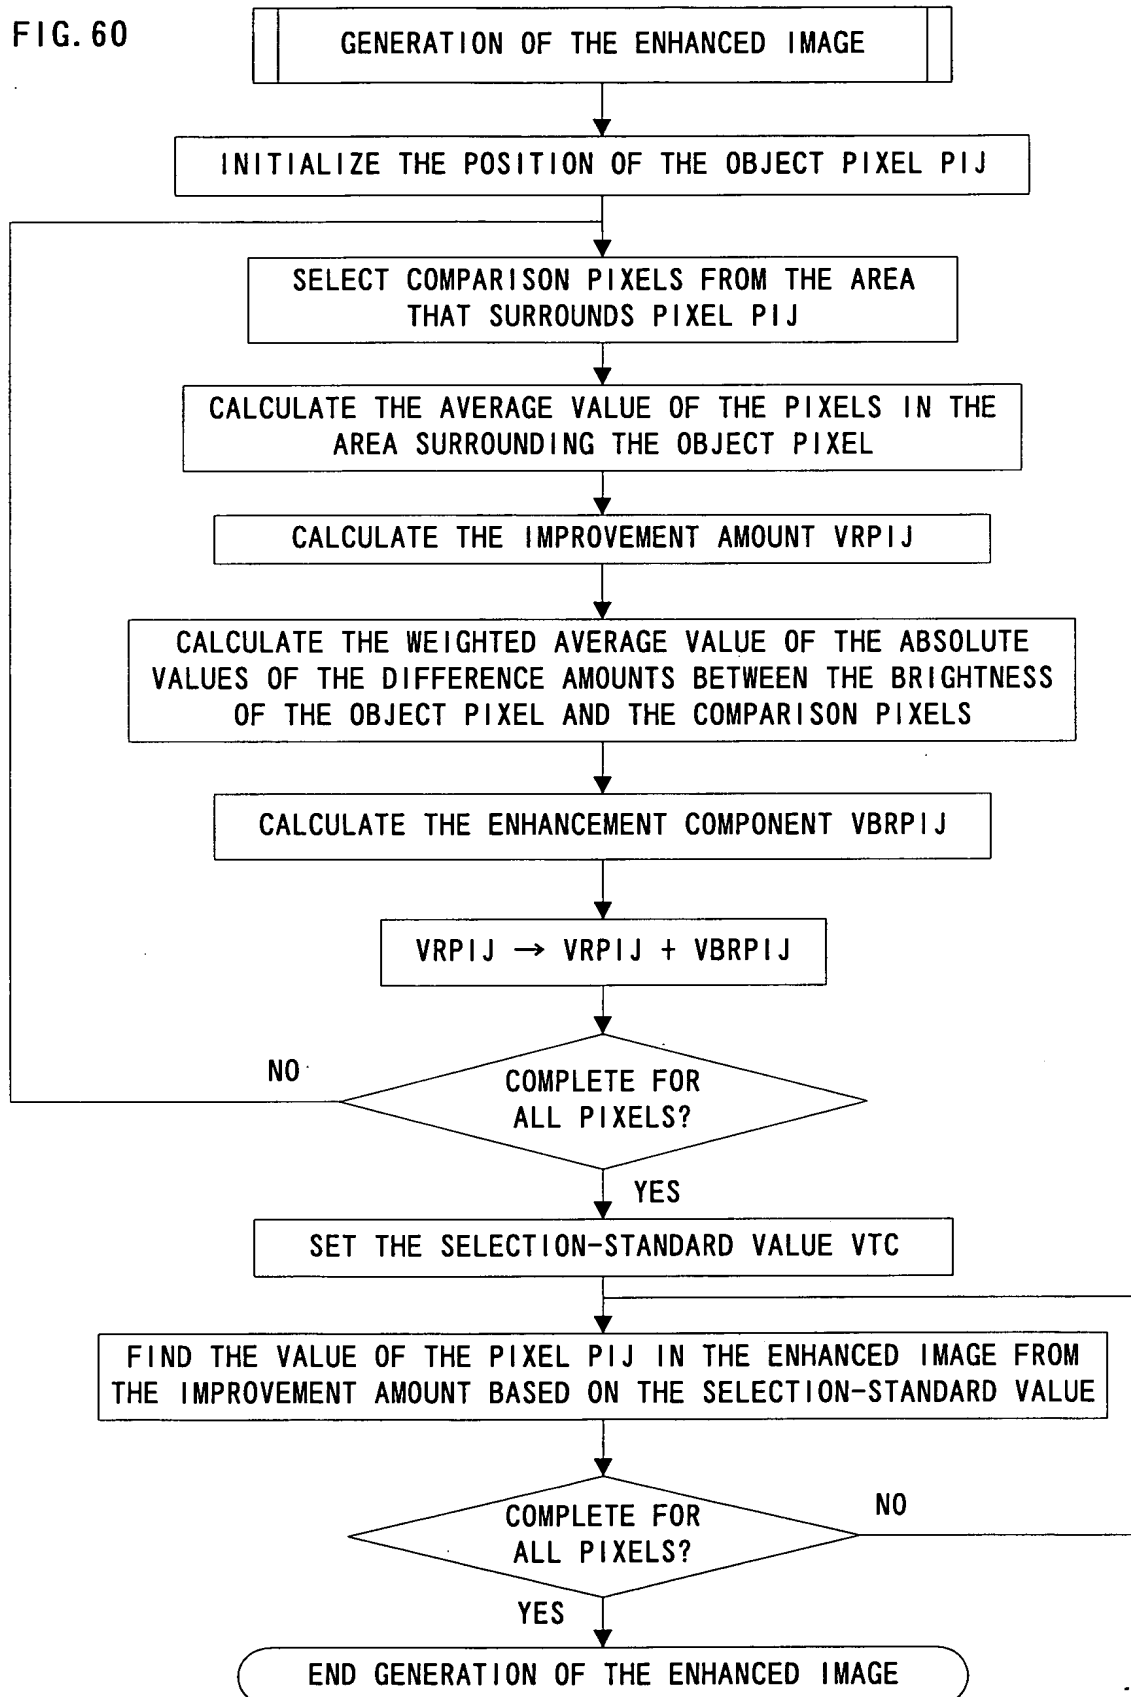 FIG. 60
GENERATION OF THE ENHANCED IMAGE
INITIALIZE THE POSITION OF THE OBJECT PIXEL PIJ
SELECT COMPARISON PIXELS FROM THE AREA
THAT SURROUNDS PIXEL PIJ
CALCULATE THE AVERAGE VALUE OF THE PIXELS IN THE
AREA SURROUNDING THE OBJECT PIXEL
CALCULATE THE IMPROVEMENT AMOUNT VRPIJ
CALCULATE THE WEIGHTED AVERAGE VALUE OF THE ABSOLUTE
VALUES OF THE DIFFERENCE AMOUNTS BETWEEN THE BRIGHTNESS
OF THE OBJECT PIXEL AND THE COMPARISON PIXELS
CALCULATE THE ENHANCEMENT COMPONENT VBRPIJ
VRPIJ → VRPIJ + VBRPIJ
NO
COMPLETE FOR
ALL PIXELS?
YES
SET THE SELECTION-STANDARD VALUE VTC
FIND THE VALUE OF THE PIXEL PIJ IN THE ENHANCED IMAGE FROM
THE IMPROVEMENT AMOUNT BASED ON THE SELECTION-STANDARD VALUE
COMPLETE FOR
ALL PIXELS?
NO
YES
END GENERATION OF THE ENHANCED IMAGE